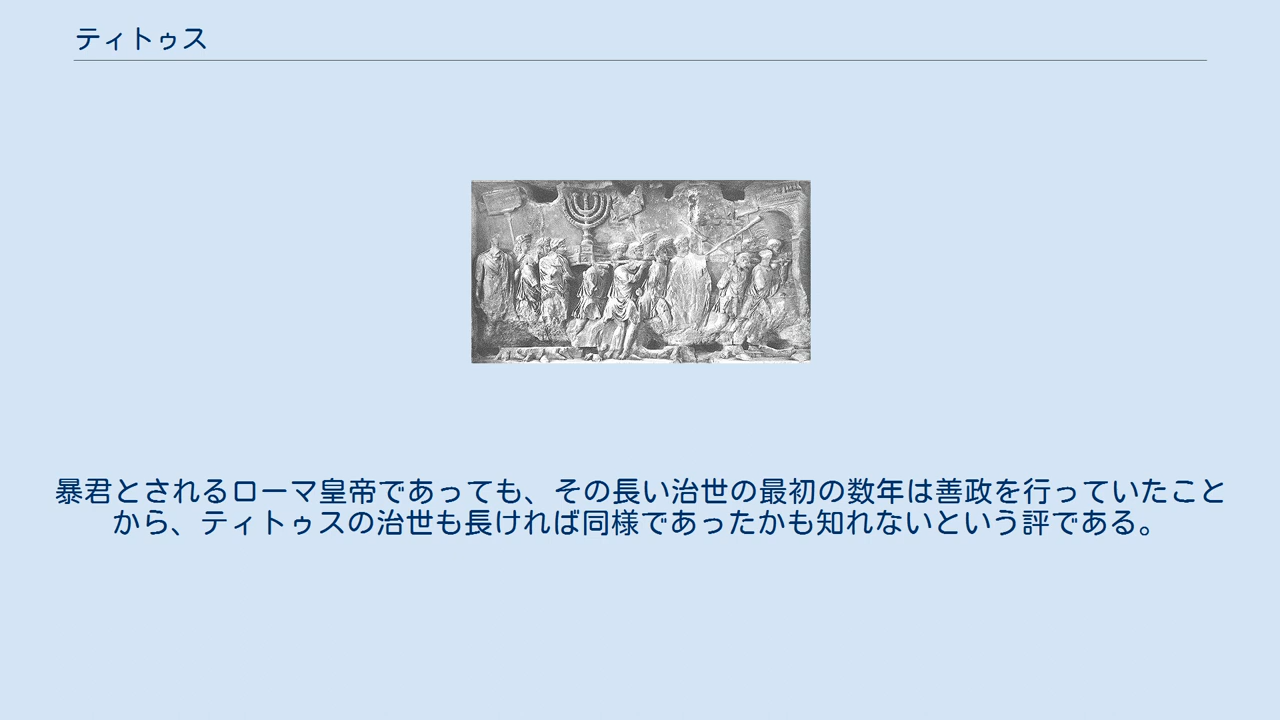 ティトゥス
暴君とされるローマ皇帝であっても、その長い治世の最初の数年は善政を行っていたこと
から、ティトゥスの治世も長ければ同様であったかも知れないという評である。